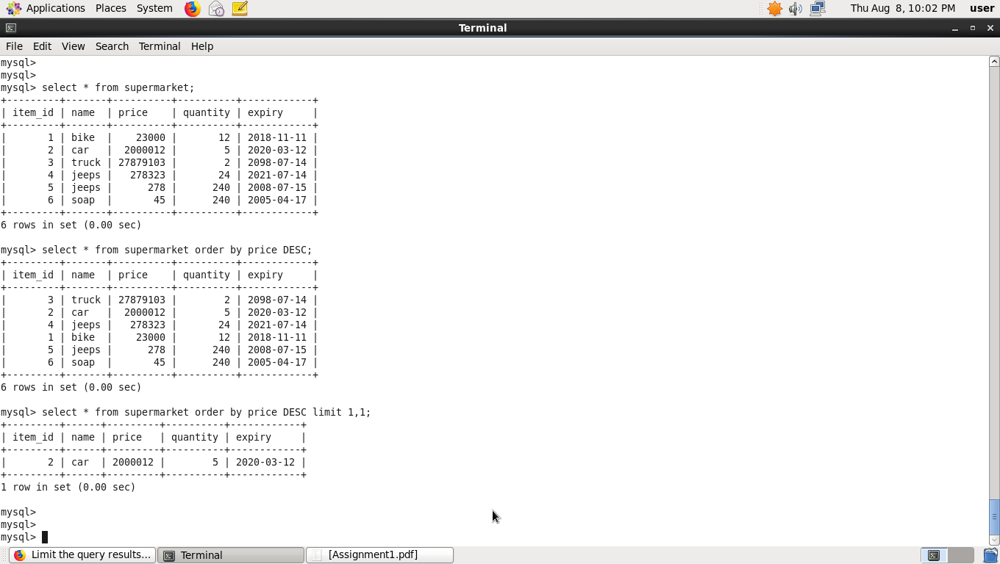 Applications Places System Thu Aug 8, 10:02 PM user
Terminal
File Edit View Search Terminal Help
mysql>
mysql>
mysql> select * from supermarket;
+---------+-------+----------+----------+------------+
| item_id | name  | price    | quantity | expiry     |
+---------+-------+----------+----------+------------+
|       1 | bike  |    23000 |       12 | 2018-11-11 |
|       2 | car   |  2000012 |        5 | 2020-03-12 |
|       3 | truck | 27879103 |        2 | 2098-07-14 |
|       4 | jeeps |   278323 |       24 | 2021-07-14 |
|       5 | jeeps |      278 |      240 | 2008-07-15 |
|       6 | soap  |       45 |      240 | 2005-04-17 |
+---------+-------+----------+----------+------------+
6 rows in set (0.00 sec)
mysql> select * from supermarket order by price DESC;
+---------+-------+----------+----------+------------+
| item_id | name  | price    | quantity | expiry     |
+---------+-------+----------+----------+------------+
|       3 | truck | 27879103 |        2 | 2098-07-14 |
|       2 | car   |  2000012 |        5 | 2020-03-12 |
|       4 | jeeps |   278323 |       24 | 2021-07-14 |
|       1 | bike  |    23000 |       12 | 2018-11-11 |
|       5 | jeeps |      278 |      240 | 2008-07-15 |
|       6 | soap  |       45 |      240 | 2005-04-17 |
+---------+-------+----------+----------+------------+
6 rows in set (0.00 sec)
mysql> select * from supermarket order by price DESC limit 1,1;
+---------+------+---------+----------+------------+
| item_id | name | price   | quantity | expiry     |
+---------+------+---------+----------+------------+
|       2 | car  | 2000012 |        5 | 2020-03-12 |
+---------+------+---------+----------+------------+
1 row in set (0.00 sec)
mysql>
mysql>
mysql>
Limit the query results... Terminal [Assignment1.pdf]